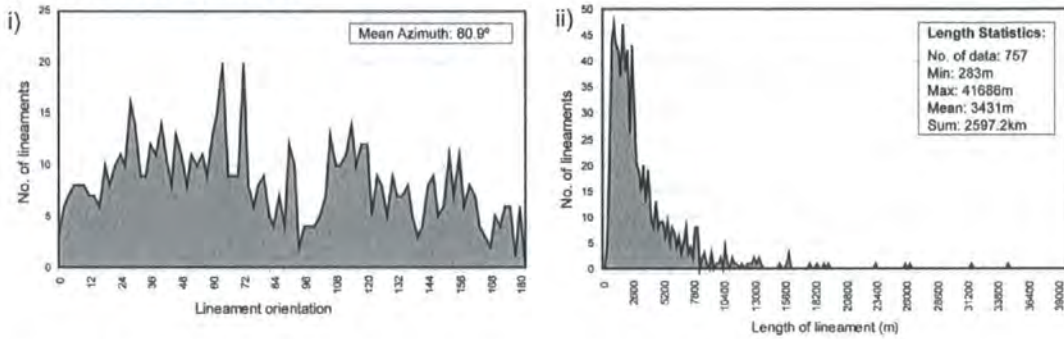 i)
Mean Azimuth: 80.9º
25
20
15
10
5
0
No. of lineaments
0 12 24 36 48 60 72 84 96 108 120 132 144 156 168 180
Lineament orientation
ii)
Length Statistics:
No. of data: 757
Min: 283m
Max: 41686m
Mean: 3431m
Sum: 2597.2km
50
45
40
35
30
25
20
15
10
5
0
No. of lineaments
0 2600 5200 7800 10400 13000 15600 18200 20800 23400 26000 28600 31200 33800 36400 39000
Length of lineament (m)